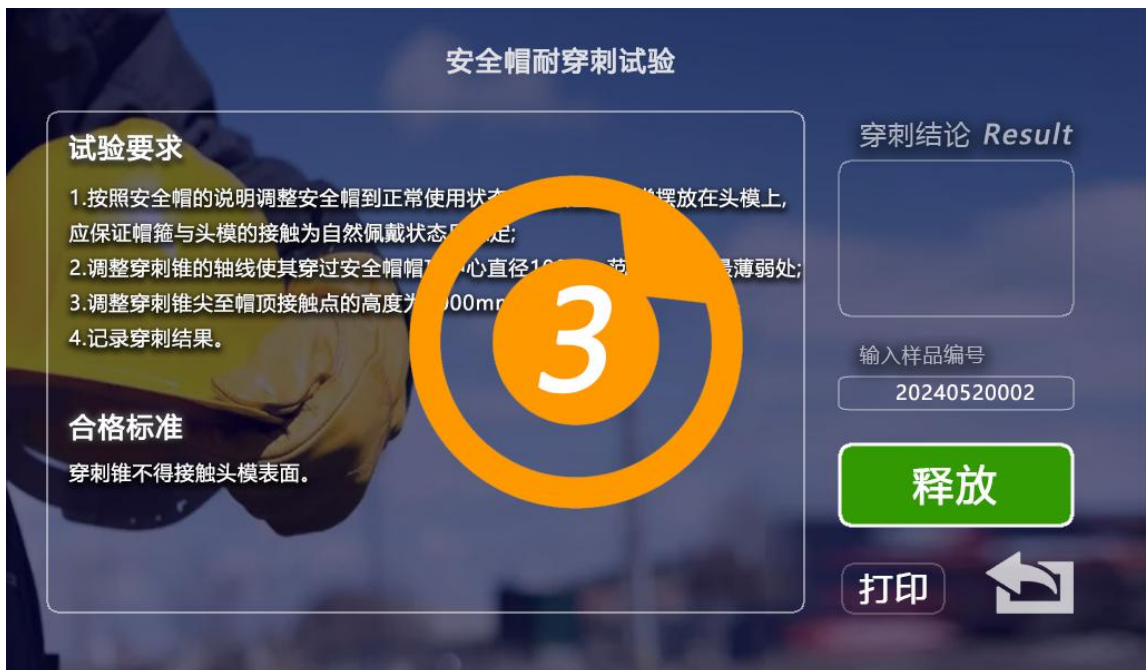 安全帽耐穿刺试验
试验要求
1.按照安全帽的说明调整安全帽到正常使用状 摆放在头模上,
应保证帽箍与头模的接触为自然佩戴状态 定;
2.调整穿刺锥的轴线使其穿过安全帽帽 心直径1 范 最薄弱处;
3.调整穿刺锥尖至帽顶接触点的高度为 000mm
4.记录穿刺结果。
合格标准
穿刺锥不得接触头模表面。
3
穿刺结论 Result
输入样品编号
20240520002
释放
打印